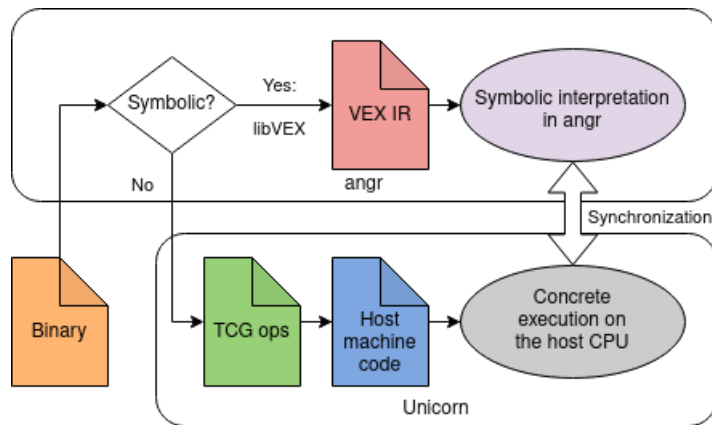 Symbolic?
Yes:
libVEX
VEX IR
Symbolic interpretation
in angr
No
angr
Synchronization
Binary
TCG ops
Host
machine
code
Concrete
execution on
the host CPU
Unicorn